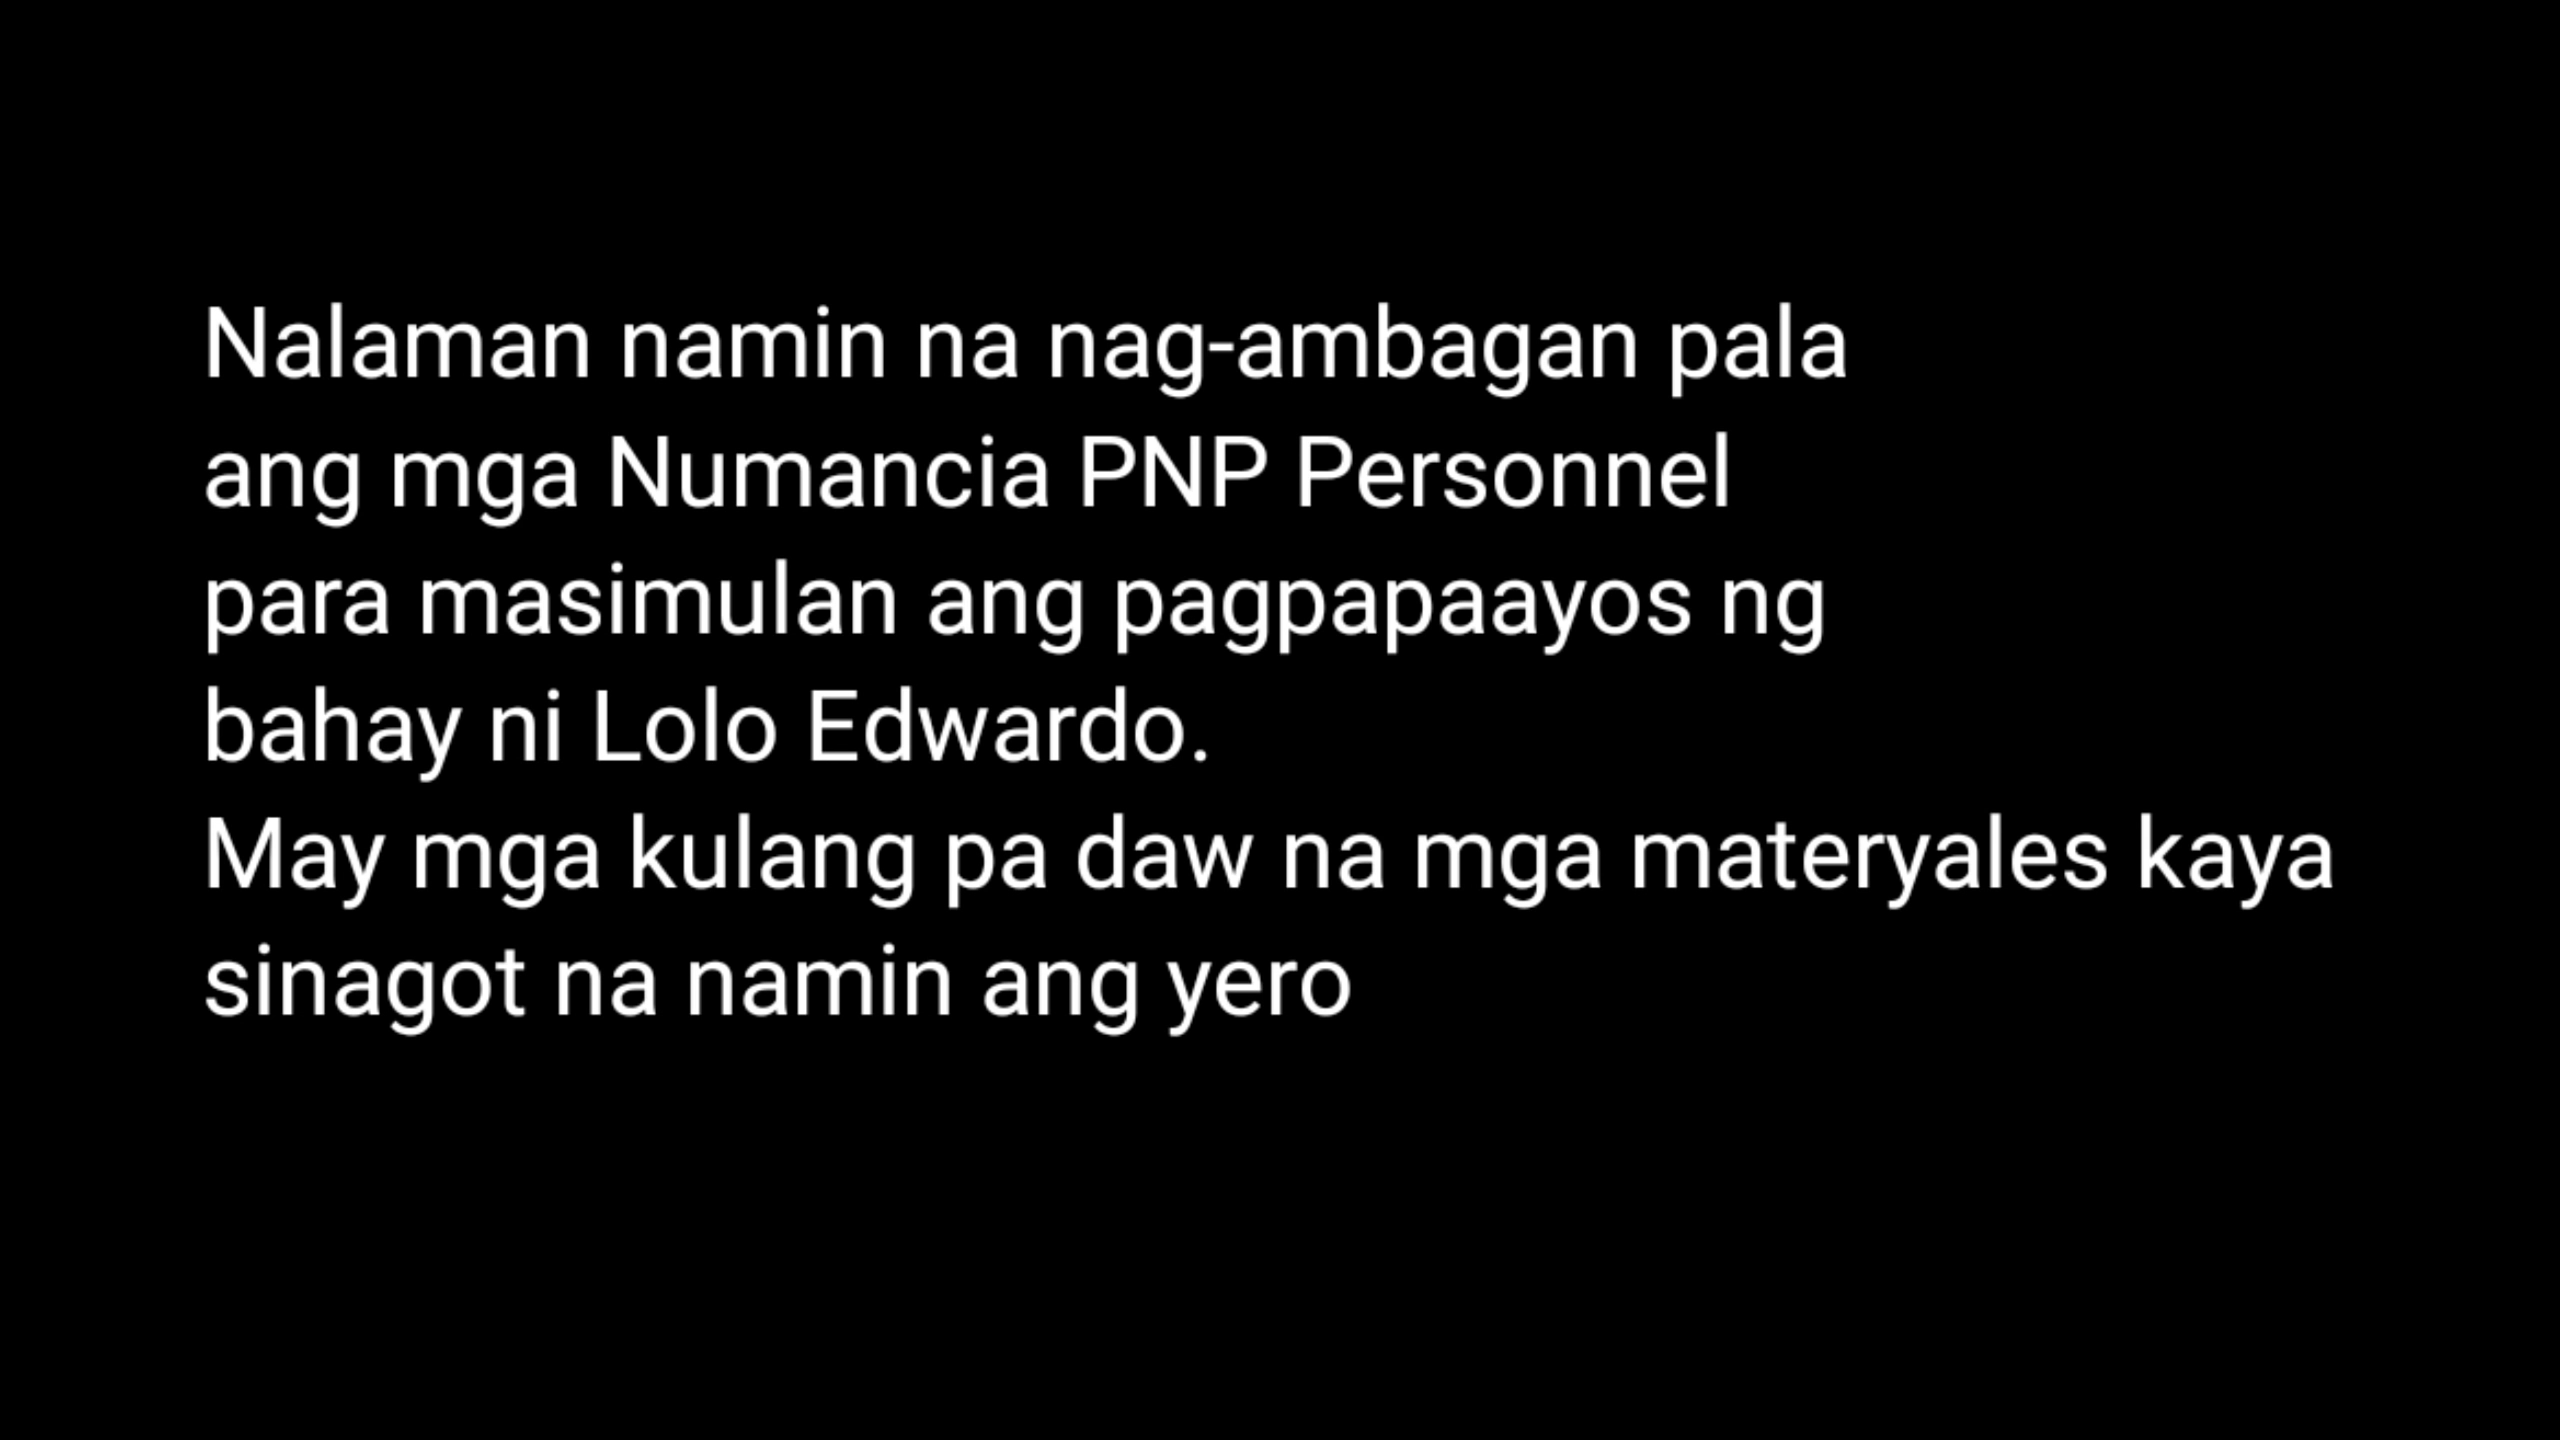 Nalaman namin na nag-ambagan pala
ang mga Numancia PNP Personnel
para masimulan ang pagpapaayos ng
bahay ni Lolo Edwardo.
May mga kulang pa daw na mga materyales kaya
sinagot na namin ang yero